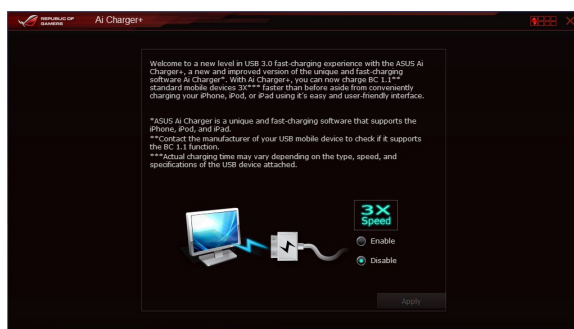 REPUBLIC OF
GAMERS
Ai Charger+
Welcome to a new level in USB 3.0 fast-charging experience with the ASUS Ai
Charger+, a new and improved version of the unique and fast-charging
software Ai Charger*. With Ai Charger+, you can now charge BC 1.1**
standard mobile devices 3X*** faster than before aside from conveniently
charging your iPhone, iPod, or iPad using it's easy and user-friendly interface.
*ASUS Ai Charger is a unique and fast-charging software that supports the
iPhone, iPod, and iPad.
**Contact the manufacturer of your USB mobile device to check if it supports
the BC 1.1 function.
***Actual charging time may vary depending on the type, speed, and
specifications of the USB device attached.
3X
Speed
Enable
Disable
Apply